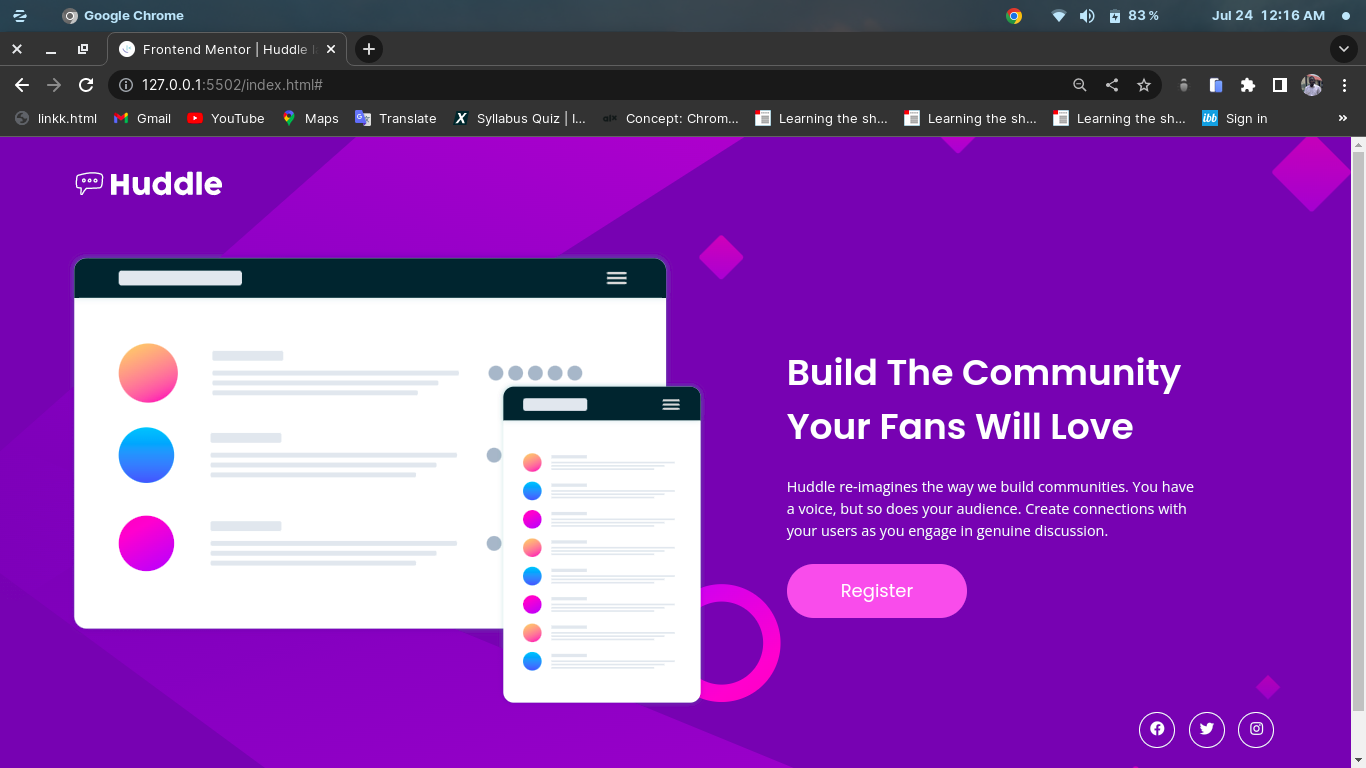 Google Chrome
83 %
Jul 24 12:16 AM
Frontend Mentor | Huddle
127.0.0.1:5502/index.html#
linkk.html
Gmail
YouTube
Maps
Translate
Syllabus Quiz | I...
Concept: Chrom...
Learning the sh...
Learning the sh...
Learning the sh...
ibb
Sign in
»
Huddle
Build The Community
Your Fans Will Love
Huddle re-imagines the way we build communities. You have
a voice, but so does your audience. Create connections with
your users as you engage in genuine discussion.
Register